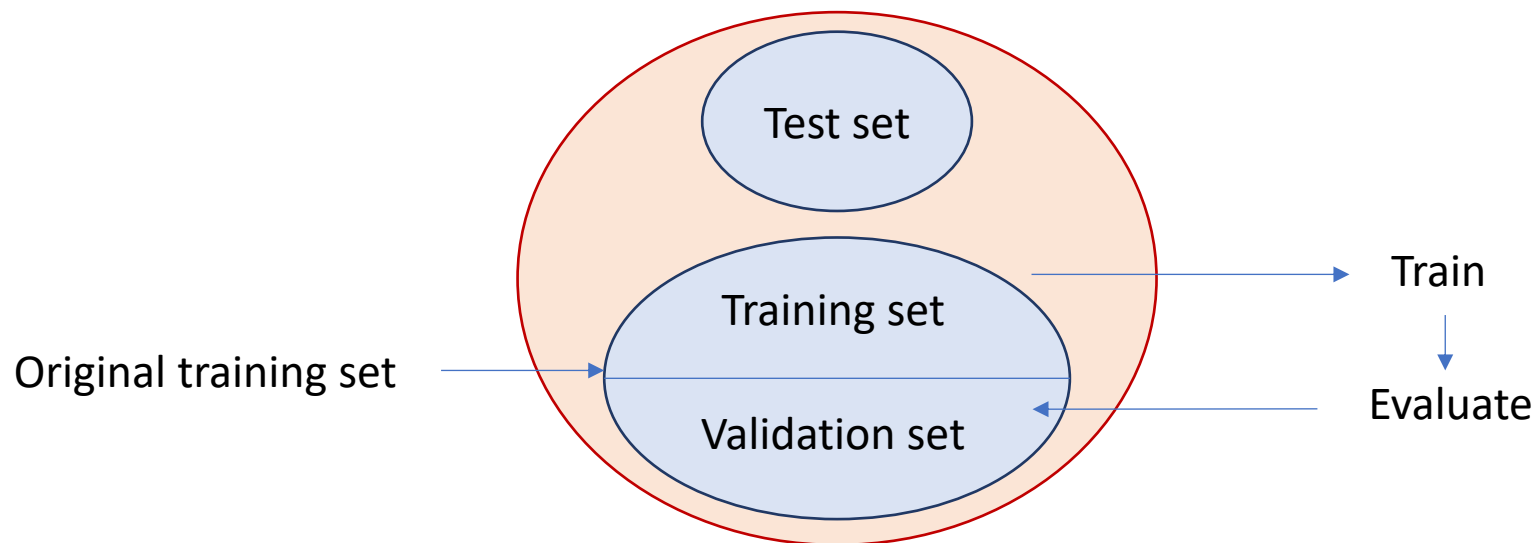 Test set
Training set
Train
Original training set
Validation set
Evaluate